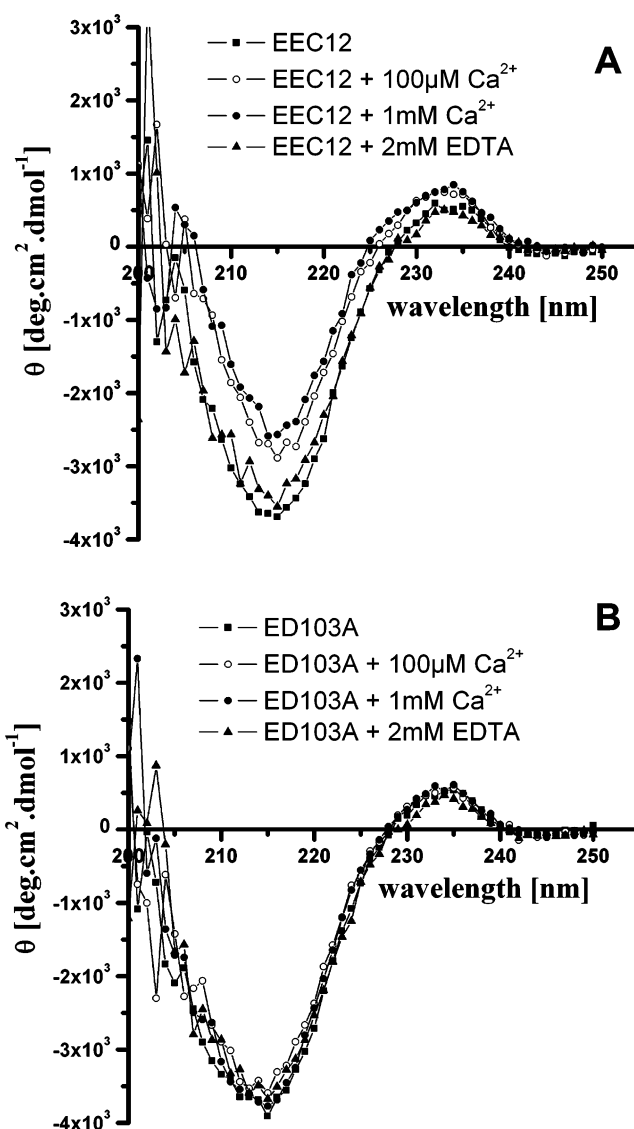 A
EEC12
EEC12 + 100µM Ca²⁺
EEC12 + 1mM Ca²⁺
EEC12 + 2mM EDTA
3x10³
2x10³
1x10³
0
-1x10³
-2x10³
-3x10³
-4x10³
200 210 220 230 240 250
wavelength [nm]
θ [deg.cm².dmol⁻¹]
B
ED103A
ED103A + 100µM Ca²⁺
ED103A + 1mM Ca²⁺
ED103A + 2mM EDTA
3x10³
2x10³
1x10³
0
-1x10³
-2x10³
-3x10³
-4x10³
200 210 220 230 240 250
wavelength [nm]
θ [deg.cm².dmol⁻¹]